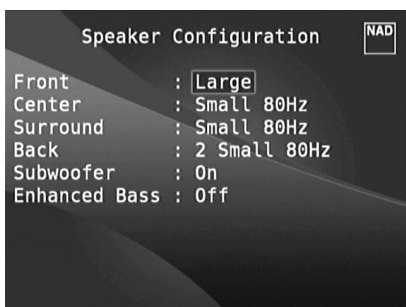 Speaker Configuration
NAD
Front : Large
Center : Small 80Hz
Surround : Small 80Hz
Back : 2 Small 80Hz
Subwoofer : On
Enhanced Bass : Off